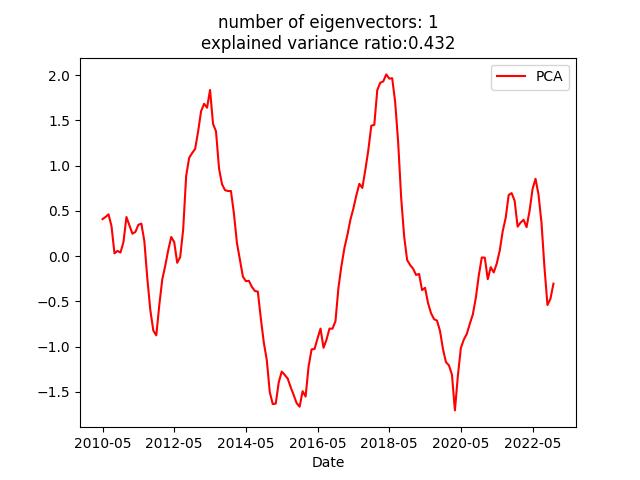 number of eigenvectors: 1
explained variance ratio:0.432
PCA
2.0
1.5
1.0
0.5
0.0
−0.5
−1.0
−1.5
2010-05 2012-05 2014-05 2016-05 2018-05 2020-05 2022-05
Date